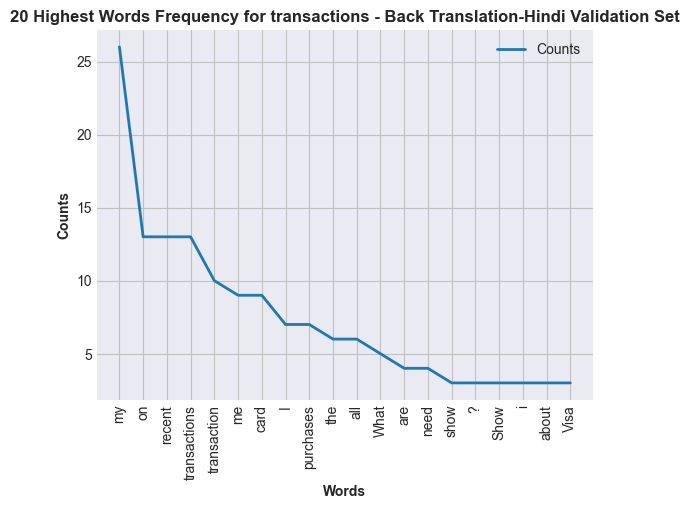 20 Highest Words Frequency for transactions - Back Translation-Hindi Validation Set
Counts
25
20
15
10
5
Counts
my
on
recent
transactions
transaction
me
card
I
purchases
the
all
What
are
need
show
?
Show
i
about
Visa
Words